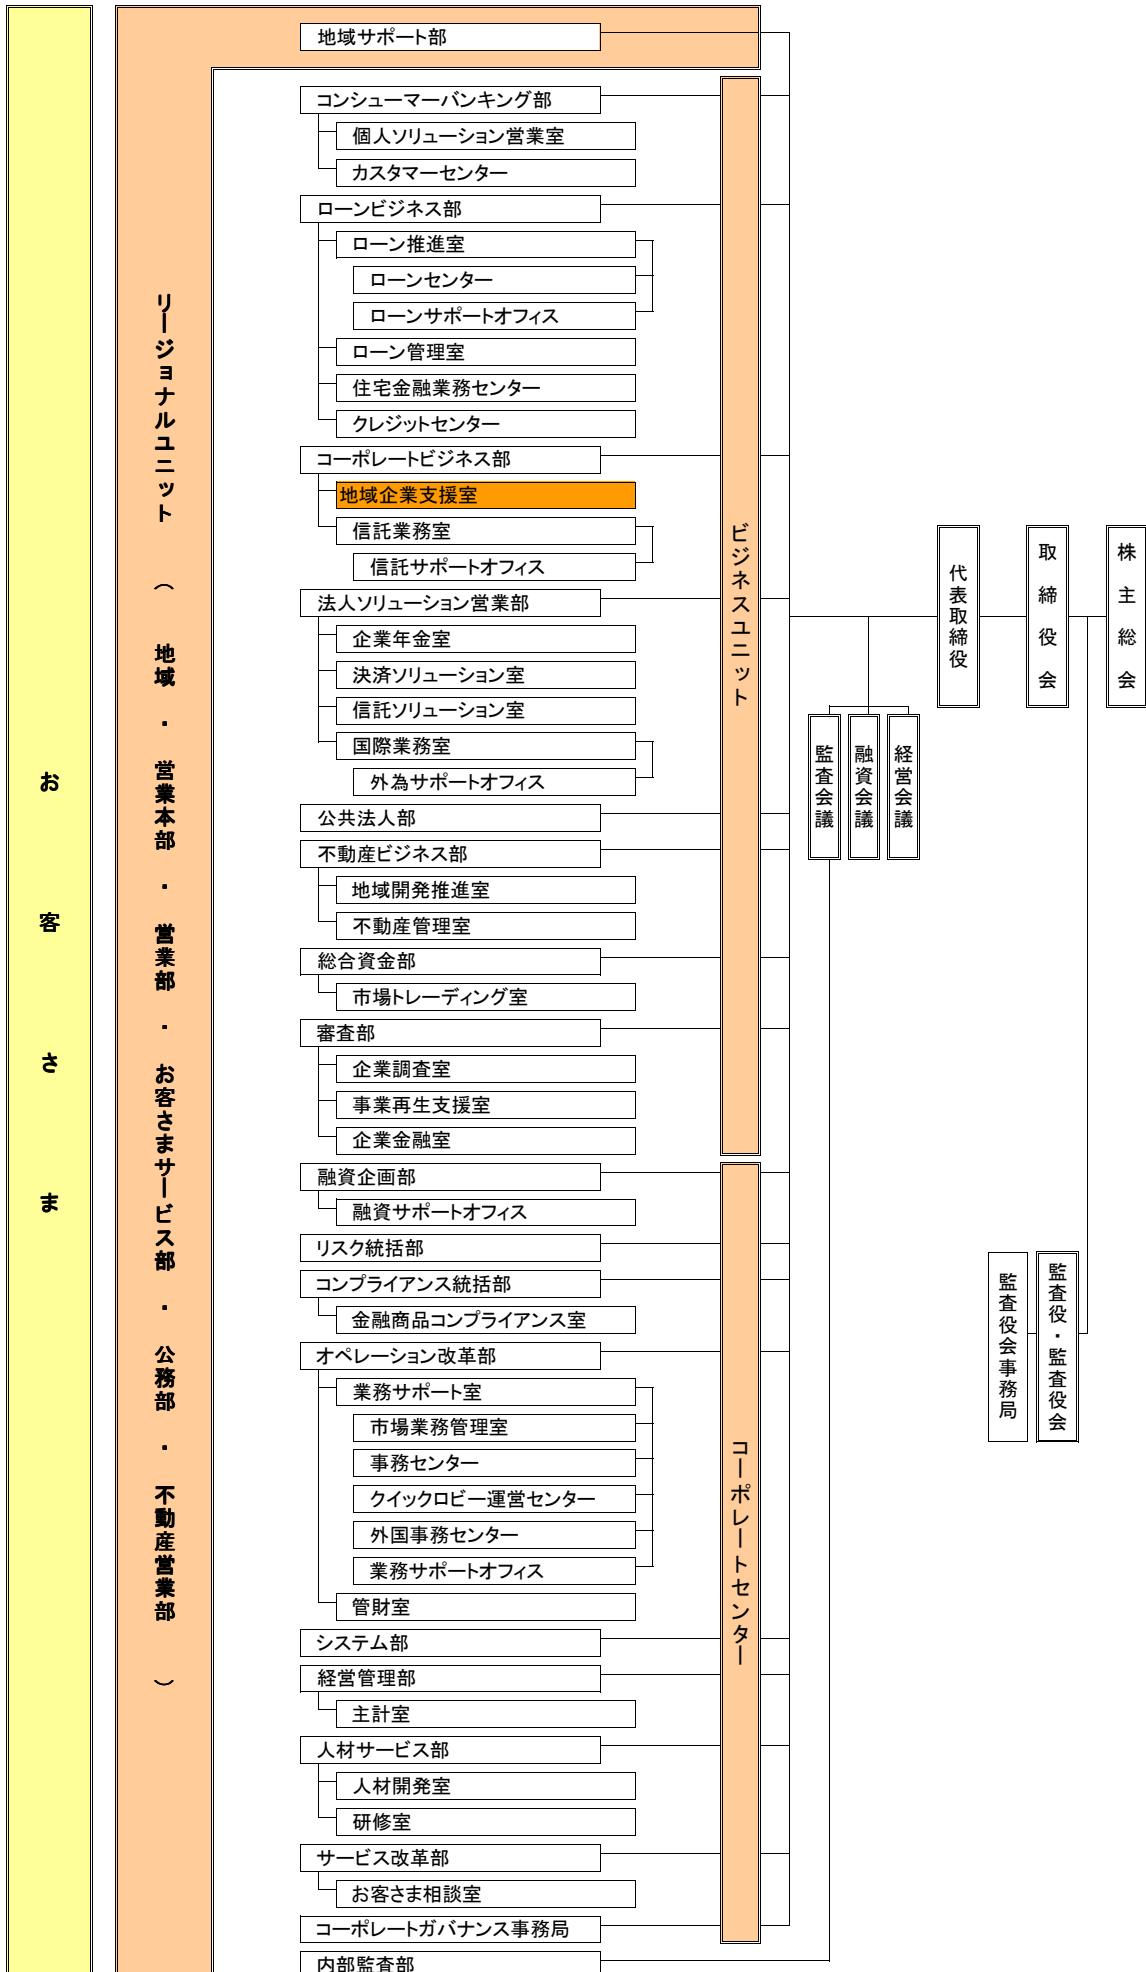 お客さま
リージョナルユニット （ 地域 ・ 営業本部 ・ 営業部 ・ お客さまサービス部 ・ 公務部 ・ 不動産営業部 ）
地域サポート部
コンシューマーバンキング部
個人ソリューション営業室
カスタマーセンター
ローンビジネス部
ローン推進室
ローンセンター
ローンサポートオフィス
ローン管理室
住宅金融業務センター
クレジットセンター
コーポレートビジネス部
地域企業支援室
信託業務室
信託サポートオフィス
法人ソリューション営業部
企業年金室
決済ソリューション室
信託ソリューション室
国際業務室
外為サポートオフィス
公共法人部
不動産ビジネス部
地域開発推進室
不動産管理室
総合資金部
市場トレーディング室
審査部
企業調査室
事業再生支援室
企業金融室
融資企画部
融資サポートオフィス
リスク統括部
コンプライアンス統括部
金融商品コンプライアンス室
オペレーション改革部
業務サポート室
市場業務管理室
事務センター
クイックロビー運営センター
外国事務センター
業務サポートオフィス
管財室
システム部
経営管理部
主計室
人材サービス部
人材開発室
研修室
サービス改革部
お客さま相談室
コーポレートガバナンス事務局
内部監査部
ビジネスユニット
コーポレートセンター
監査会議
融資会議
経営会議
代表取締役
取締役会
株主総会
監査役会事務局
監査役・監査役会